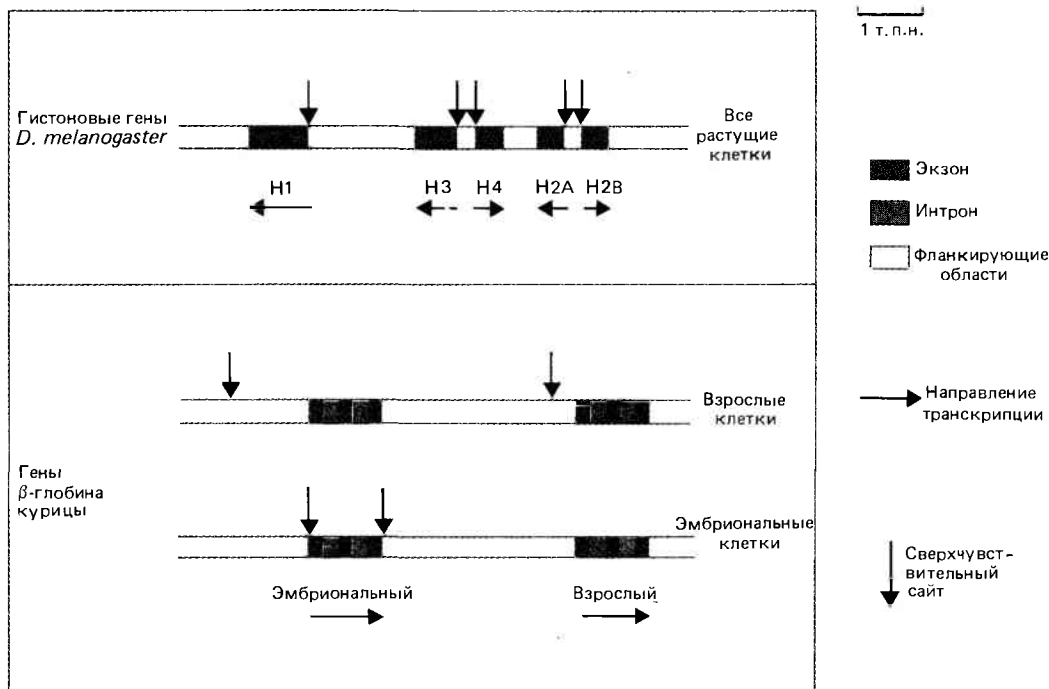 1 т.п.н.
Гистоновые гены
D. melanogaster
Все
растущие
клетки
H1
H3
H4
H2A
H2B
Экзон
Интрон
Фланкирующие
области
Взрослые
клетки
Направление
транскрипции
Гены
β-глобина
курицы
Эмбриональные
клетки
Сверхчувст-
вительный
сайт
Эмбриональный
Взрослый